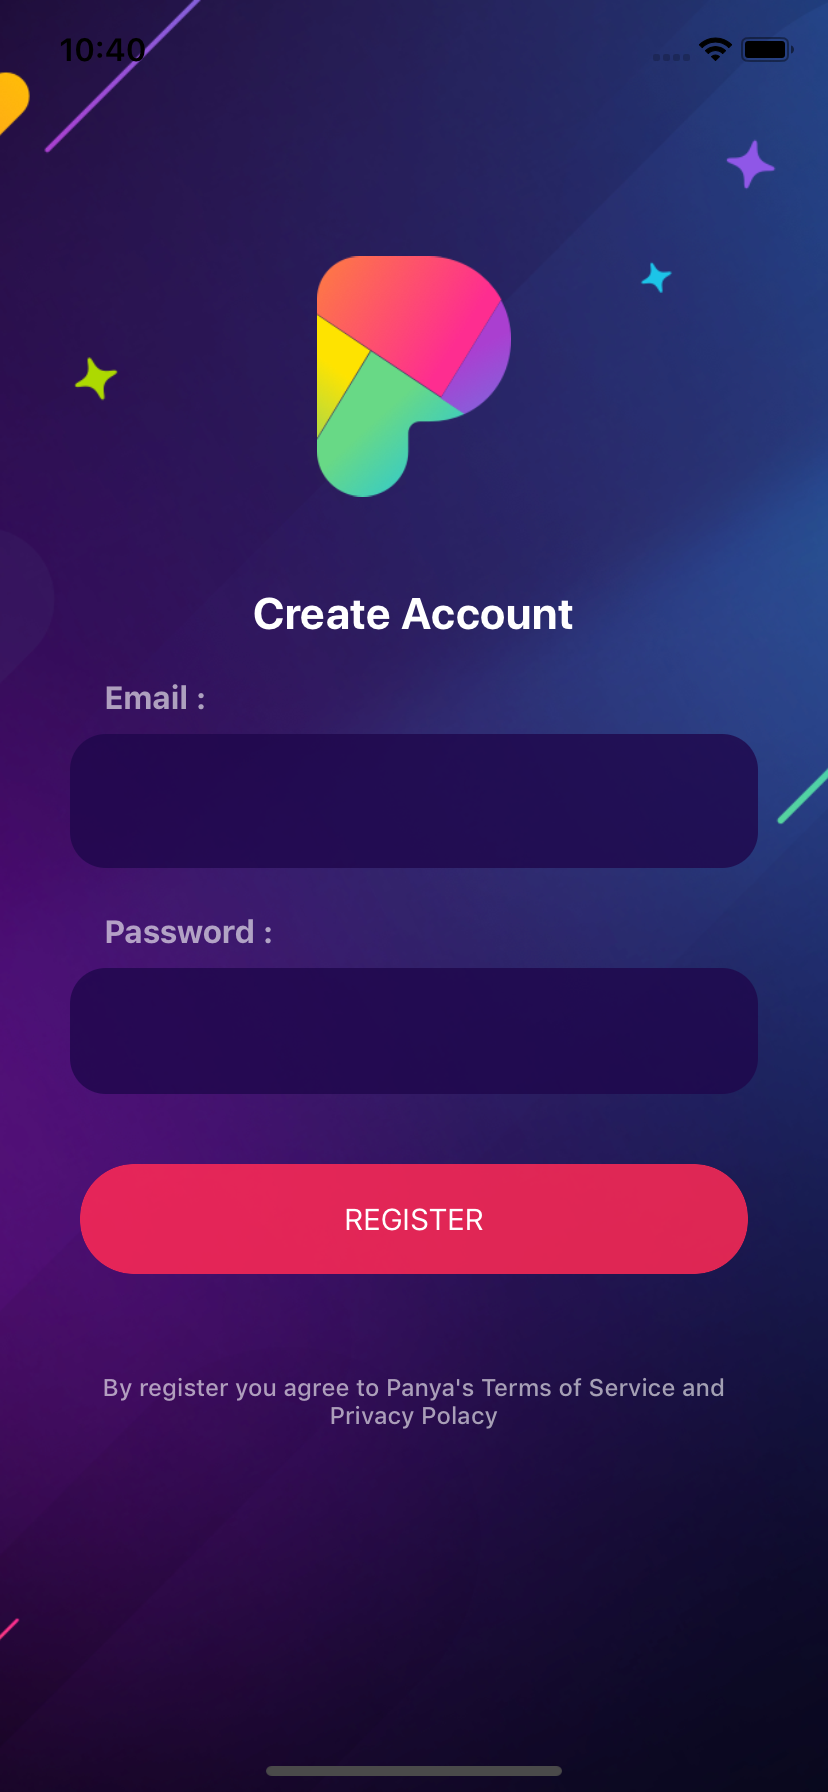 10:40
Create Account
Email :
Password :
REGISTER
By register you agree to Panya's Terms of Service and
Privacy Polacy